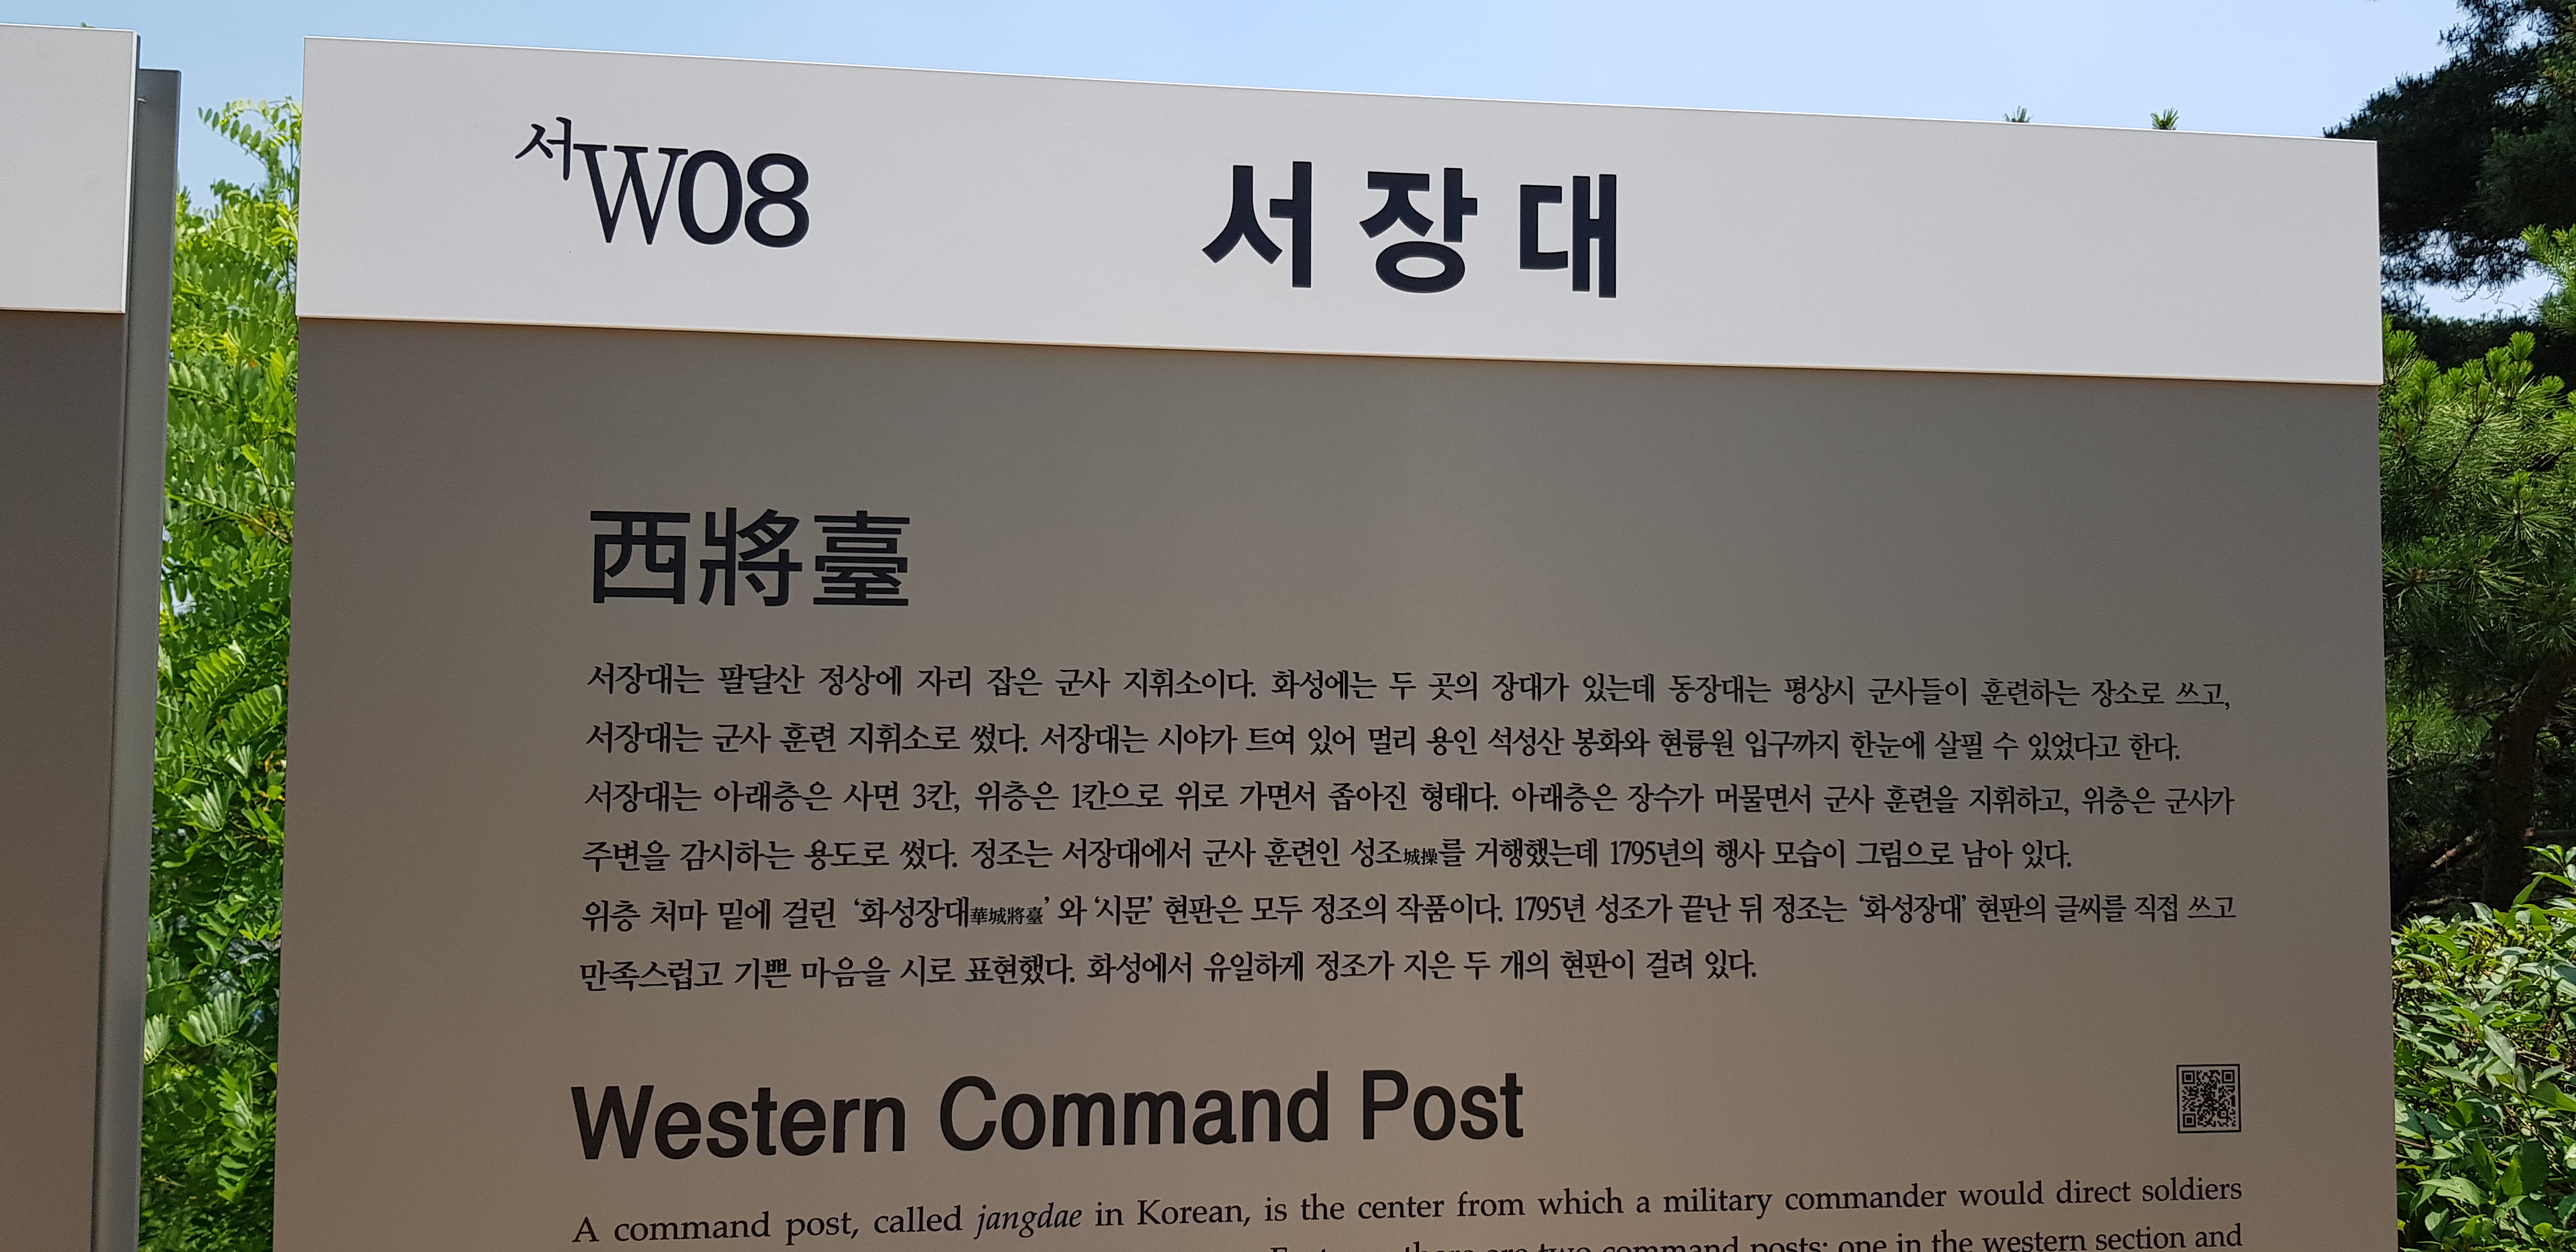 서W08
서장대
西將臺
서장대는 팔달산 정상에 자리 잡은 군사 지휘소이다. 화성에는 두 곳의 장대가 있는데 동장대는 평상시 군사들이 훈련하는 장소로 쓰고,
서장대는 군사 훈련 지휘소로 썼다. 서장대는 시야가 트여 있어 멀리 용인 석성산 봉화와 현륭원 입구까지 한눈에 살필 수 있었다고 한다.
서장대는 아래층은 사면 3칸, 위층은 1칸으로 위로 가면서 좁아진 형태다. 아래층은 장수가 머물면서 군사 훈련을 지휘하고, 위층은 군사가
주변을 감시하는 용도로 썼다. 정조는 서장대에서 군사 훈련인 성조城操를 거행했는데 1795년의 행사 모습이 그림으로 남아 있다.
위층 처마 밑에 걸린 ‘화성장대華城將臺’와 ‘시문’ 현판은 모두 정조의 작품이다. 1795년 성조가 끝난 뒤 정조는 ‘화성장대’ 현판의 글씨를 직접 쓰고
만족스럽고 기쁜 마음을 시로 표현했다. 화성에서 유일하게 정조가 지은 두 개의 현판이 걸려 있다.
Western Command Post
A command post, called jangdae in Korean, is the center from which a military commander would direct soldiers
there are two command posts: one in the western section and